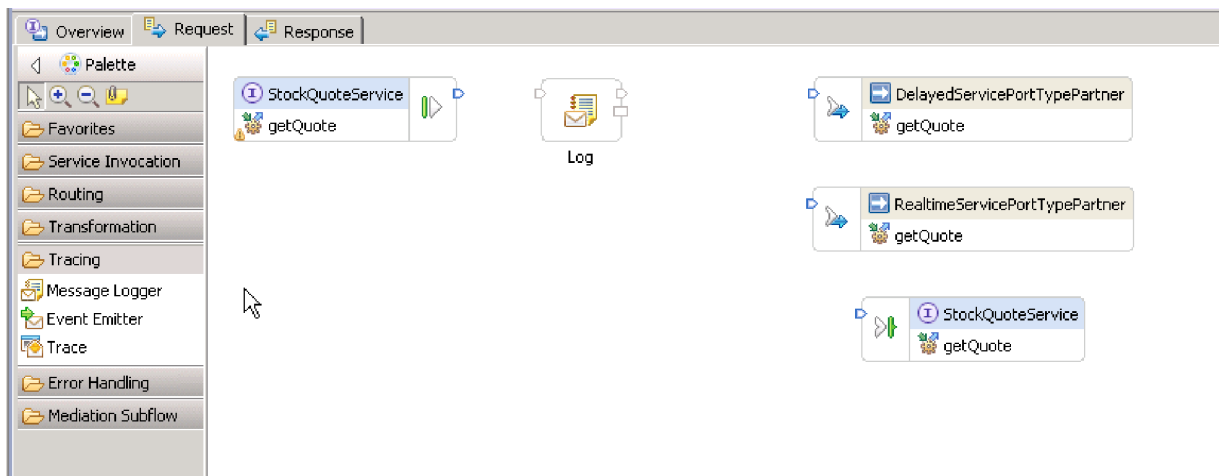 Overview Request Response
Palette
Favorites
Service Invocation
Routing
Transformation
Tracing
Message Logger
Event Emitter
Trace
Error Handling
Mediation Subflow
StockQuoteService
getQuote
Log
DelayedServicePortTypePartner
getQuote
RealtimeServicePortTypePartner
getQuote
StockQuoteService
getQuote